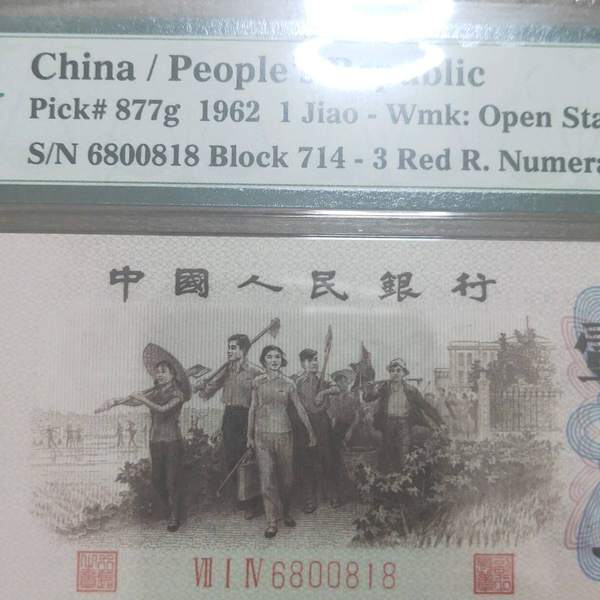 China / People's Republic
Pick# 877g 1962 1 Jiao - Wmk: Open Sta
S/N 6800818 Block 714 - 3 Red R. Numera
中國人民銀行
VII I IV 6800818